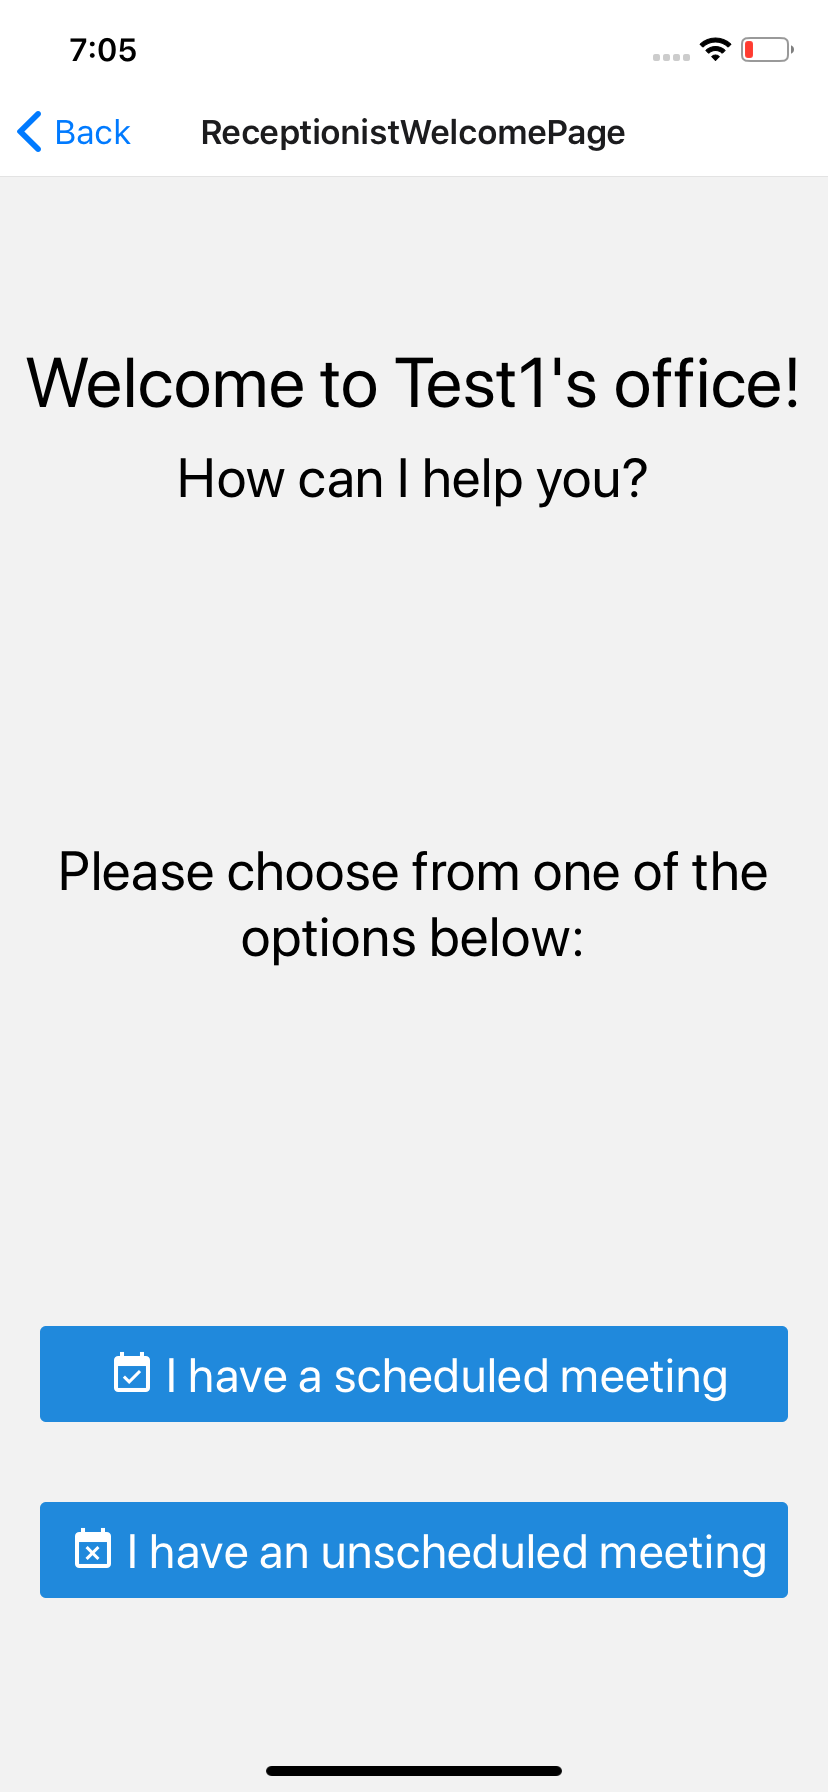 7:05
Back
ReceptionistWelcomePage
Welcome to Test1's office!
How can I help you?
Please choose from one of the
options below:
I have a scheduled meeting
I have an unscheduled meeting